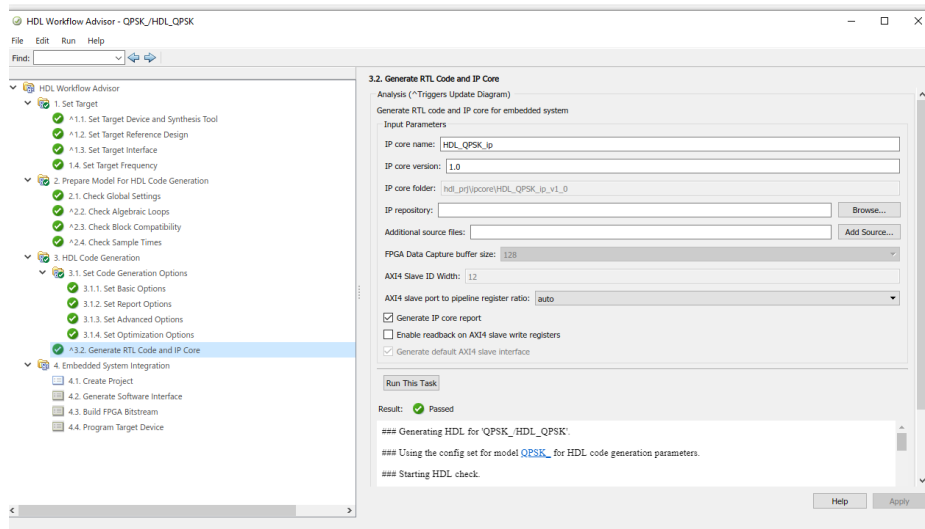 HDL Workflow Advisor - QPSK_/HDL_QPSK
File Edit Run Help
Find:
HDL Workflow Advisor
1. Set Target
^1.1. Set Target Device and Synthesis Tool
^1.2. Set Target Reference Design
^1.3. Set Target Interface
1.4. Set Target Frequency
2. Prepare Model For HDL Code Generation
2.1. Check Global Settings
^2.2. Check Algebraic Loops
^2.3. Check Block Compatibility
^2.4. Check Sample Times
3. HDL Code Generation
3.1. Set Code Generation Options
3.1.1. Set Basic Options
3.1.2. Set Report Options
3.1.3. Set Advanced Options
3.1.4. Set Optimization Options
^3.2. Generate RTL Code and IP Core
4. Embedded System Integration
4.1. Create Project
4.2. Generate Software Interface
4.3. Build FPGA Bitstream
4.4. Program Target Device
3.2. Generate RTL Code and IP Core
Analysis (^Triggers Update Diagram)
Generate RTL code and IP core for embedded system
Input Parameters
IP core name: HDL_QPSK_ip
IP core version: 1.0
IP core folder: hdl_prj\ipcore\HDL_QPSK_ip_v1_0
IP repository: Browse...
Additional source files: Add Source...
FPGA Data Capture buffer size: 128
AXI4 Slave ID Width: 12
AXI4 slave port to pipeline register ratio: auto
Generate IP core report
Enable readback on AXI4 slave write registers
Generate default AXI4 slave interface
Run This Task
Result: Passed
### Generating HDL for 'QPSK_/HDL_QPSK'.
### Using the config set for model QPSK_ for HDL code generation parameters.
### Starting HDL check.
Help Apply